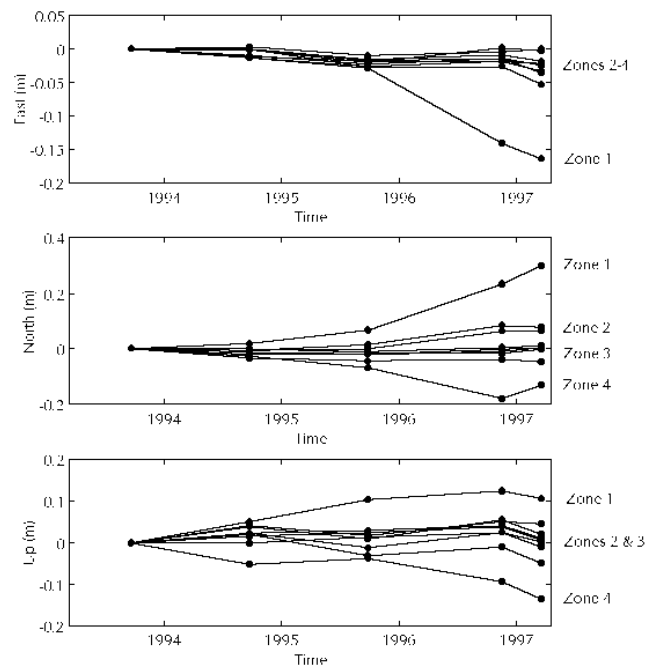 0.05
0
-0.05
-0.1
-0.15
-0.2
East (m)
1994 1995 1996 1997
Time
Zones 2-4
Zone 1
0.4
0.2
0
-0.2
North (m)
1994 1995 1996 1997
Time
Zone 1
Zone 2
Zone 3
Zone 4
0.2
0.1
0
-0.1
-0.2
Up (m)
1994 1995 1996 1997
Time
Zone 1
Zones 2 & 3
Zone 4